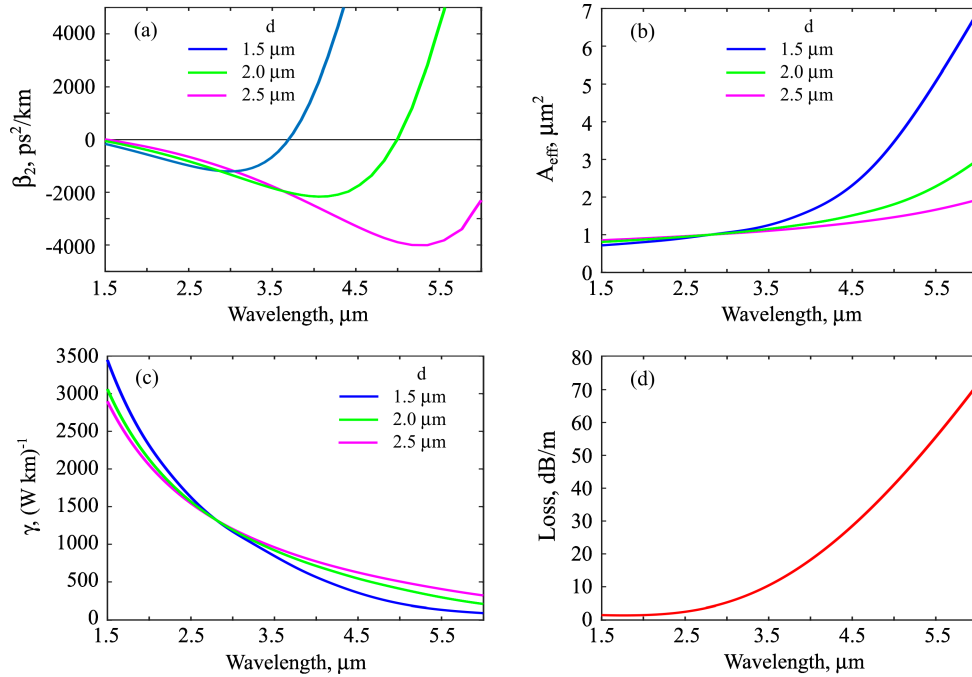 (a)
d
1.5 μm
2.0 μm
2.5 μm
4000
2000
0
-2000
-4000
β₂, ps²/km
1.5 2.5 3.5 4.5 5.5
Wavelength, μm
(b)
d
1.5 μm
2.0 μm
2.5 μm
7
6
5
4
3
2
1
0
A_eff, μm²
1.5 2.5 3.5 4.5 5.5
Wavelength, μm
(c)
d
1.5 μm
2.0 μm
2.5 μm
3500
3000
2500
2000
1500
1000
500
0
γ, (W km)⁻¹
1.5 2.5 3.5 4.5 5.5
Wavelength, μm
(d)
80
70
60
50
40
30
20
10
0
Loss, dB/m
1.5 2.5 3.5 4.5 5.5
Wavelength, μm